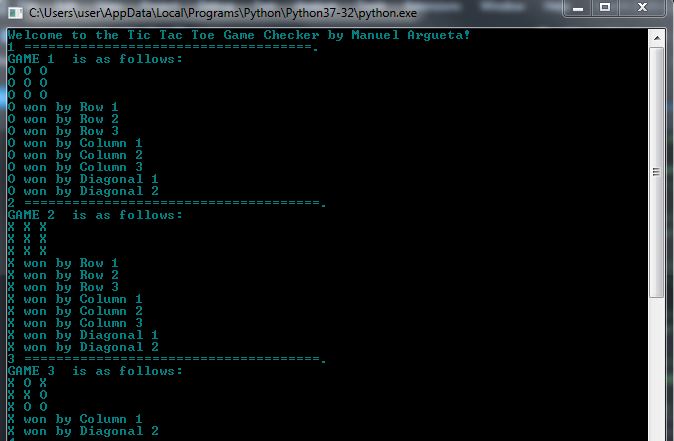 C:\Users\user\AppData\Local\Programs\Python\Python37-32\python.exe
Welcome to the Tic Tac Toe Game Checker by Manuel Argueta!
1 ===================================.
GAME 1  is as follows:
O O O
O O O
O O O
O won by Row 1
O won by Row 2
O won by Row 3
O won by Column 1
O won by Column 2
O won by Column 3
O won by Diagonal 1
O won by Diagonal 2
2 ====================================.
GAME 2  is as follows:
X X X
X X X
X X X
X won by Row 1
X won by Row 2
X won by Row 3
X won by Column 1
X won by Column 2
X won by Column 3
X won by Diagonal 1
X won by Diagonal 2
3 ====================================.
GAME 3  is as follows:
X O X
X X O
X O O
X won by Column 1
X won by Diagonal 2